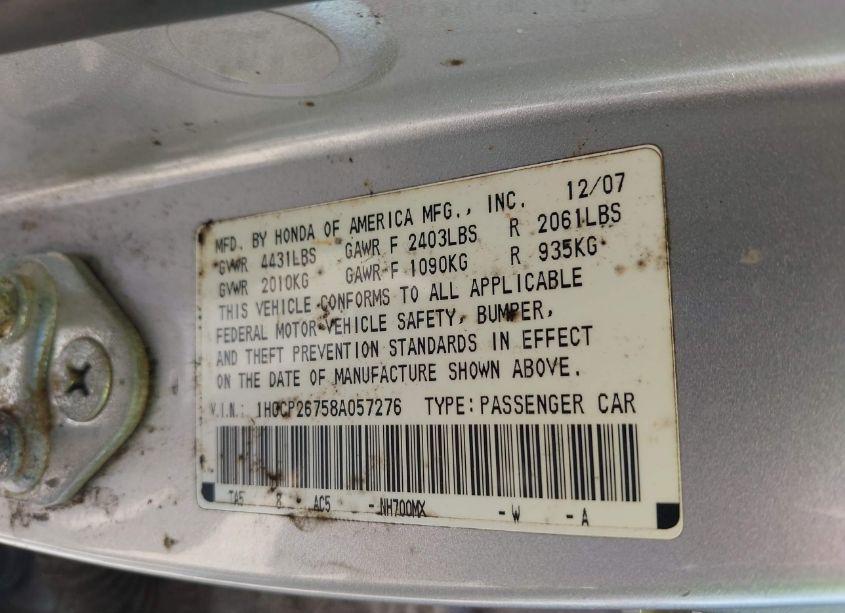 MFD. BY HONDA OF AMERICA MFG., INC. 12/07
GVWR 4431LBS GAWR F 2403LBS R 2061LBS
GVWR 2010KG GAWR F 1090KG R 935KG
THIS VEHICLE CONFORMS TO ALL APPLICABLE
FEDERAL MOTOR VEHICLE SAFETY, BUMPER,
AND THEFT PREVENTION STANDARDS IN EFFECT
ON THE DATE OF MANUFACTURE SHOWN ABOVE.
V.I.N.: 1HGCP26758A057276 TYPE: PASSENGER CAR
TA5 8 AC5 - NH700MX - W - A